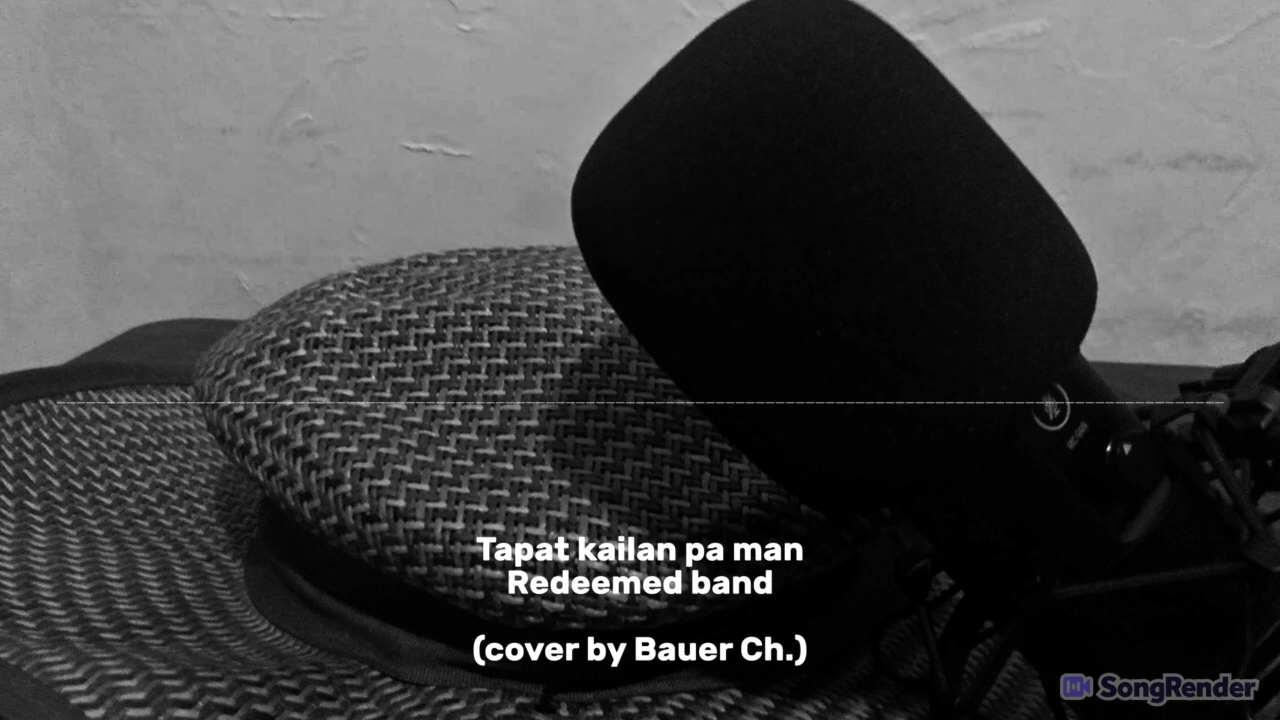 Tapat kailan pa man
Redeemed band
(cover by Bauer Ch.)
SongRender